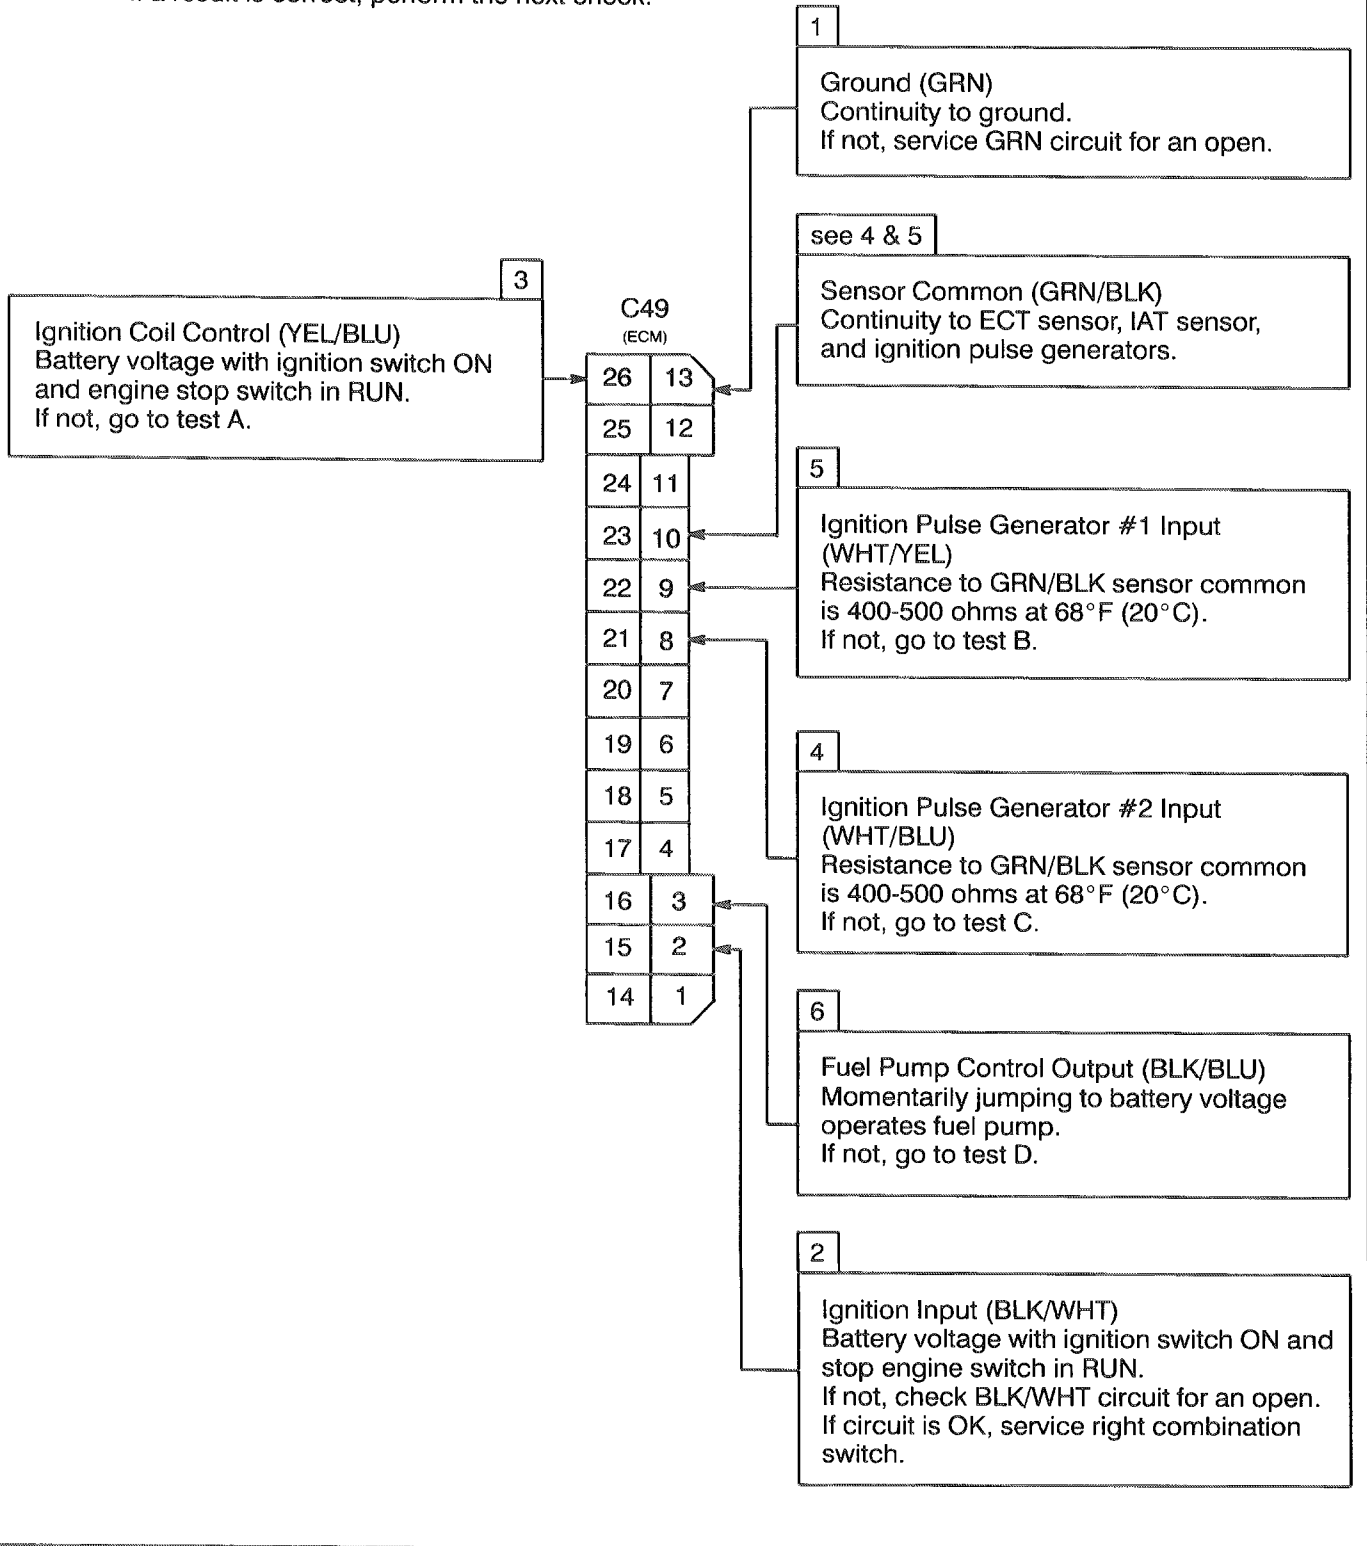 a result is correct, perform the next check.
1
Ground (GRN)
Continuity to ground.
If not, service GRN circuit for an open.
see 4 & 5
Sensor Common (GRN/BLK)
Continuity to ECT sensor, IAT sensor,
and ignition pulse generators.
3
Ignition Coil Control (YEL/BLU)
Battery voltage with ignition switch ON
and engine stop switch in RUN.
If not, go to test A.
C49
(ECM)
26 13
25 12
24 11
23 10
22 9
21 8
20 7
19 6
18 5
17 4
16 3
15 2
14 1
5
Ignition Pulse Generator #1 Input
(WHT/YEL)
Resistance to GRN/BLK sensor common
is 400-500 ohms at 68°F (20°C).
If not, go to test B.
4
Ignition Pulse Generator #2 Input
(WHT/BLU)
Resistance to GRN/BLK sensor common
is 400-500 ohms at 68°F (20°C).
If not, go to test C.
6
Fuel Pump Control Output (BLK/BLU)
Momentarily jumping to battery voltage
operates fuel pump.
If not, go to test D.
2
Ignition Input (BLK/WHT)
Battery voltage with ignition switch ON and
stop engine switch in RUN.
If not, check BLK/WHT circuit for an open.
If circuit is OK, service right combination
switch.